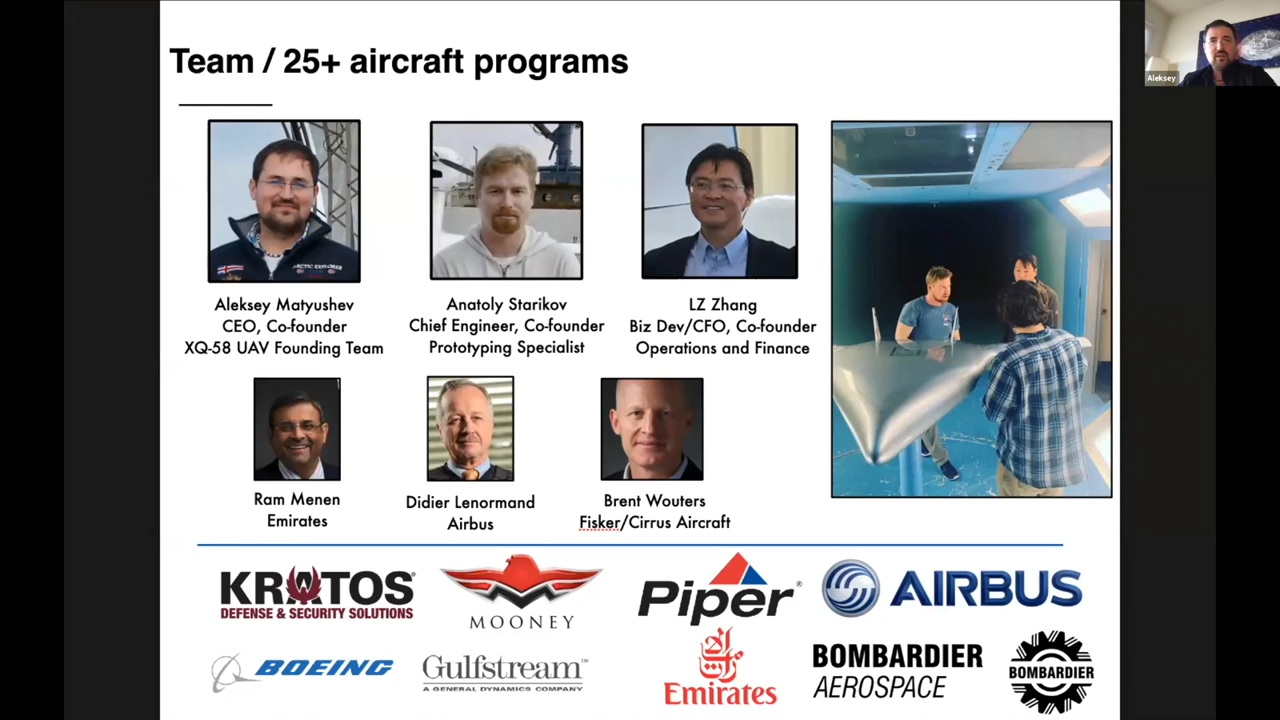 Team / 25+ aircraft programs
Aleksey
ARCTIC EXPLORER
Aleksey Matyushev
CEO, Co-founder
XQ-58 UAV Founding Team
Anatoly Starikov
Chief Engineer, Co-founder
Prototyping Specialist
LZ Zhang
Biz Dev/CFO, Co-founder
Operations and Finance
Ram Menen
Emirates
Didier Lenormand
Airbus
Brent Wouters
Fisker/Cirrus Aircraft
KRATOS®
DEFENSE & SECURITY SOLUTIONS
MOONEY
Piper®
AIRBUS
BOEING
Gulfstream™
A GENERAL DYNAMICS COMPANY
Emirates
BOMBARDIER
AEROSPACE
BOMBARDIER